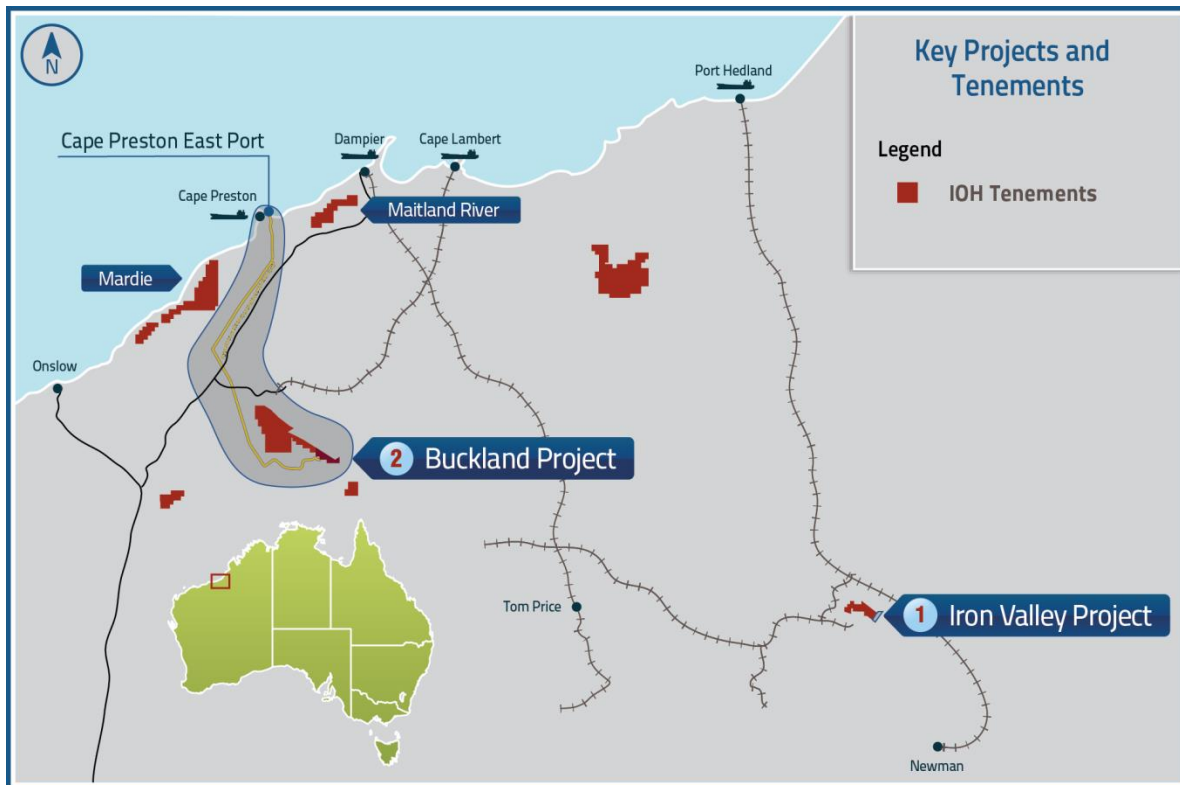 N
Key Projects and
Tenements
Legend
IOH Tenements
Port Hedland
Dampier
Cape Lambert
Cape Preston East Port
Cape Preston
Maitland River
Mardie
Onslow
2 Buckland Project
Tom Price
1 Iron Valley Project
Newman